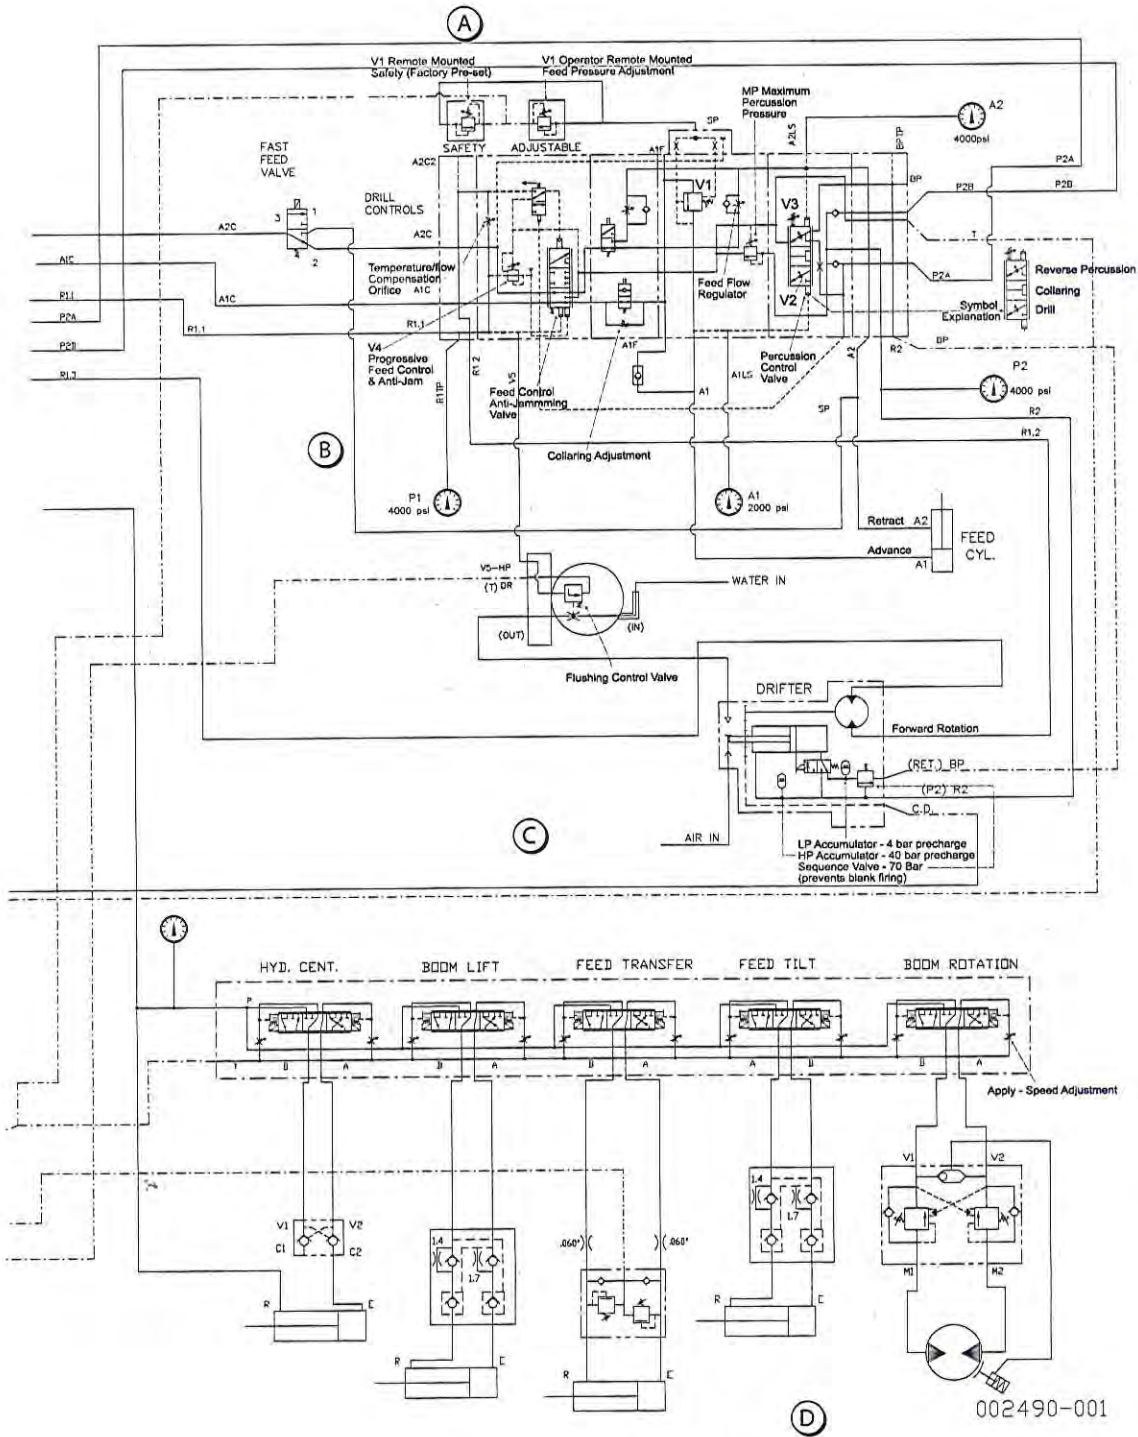 A
V1 Remote Mounted
Safety (Factory Pre-set)
V1 Operator Remote Mounted
Feed Pressure Adjustment
MP Maximum
Percussion
Pressure
A2
4000psi
SP
A2LS
BPTP
FAST
FEED
VALVE
SAFETY
ADJUSTABLE
A2C2
A1F
P2A
BP
P2B
P2B
DRILL
CONTROLS
V1
V3
3
1
2
A2C
A2C
T
A1C
Temperature/flow
Compensation
Orifice
A1C
Feed Flow
Regulator
V2
P2A
Reverse Percussion
Collaring
Drill
Symbol
Explanation
R1.1
A1C
P2A
R1.1
R1.1
P2B
V4
Progressive
Feed Control
& Anti-Jam
R1TP
R1.2
V5
A1F
A1LS
A2
R2
BP
Percussion
Control
Valve
R1.3
Feed Control
Anti-Jammming
Valve
A1
SP
P2
4000 psi
R2
R1.2
B
Collaring Adjustment
P1
4000 psi
A1
2000 psi
Retract A2
FEED
CYL.
Advance
A1
V5-HP
(T) DR
WATER IN
(OUT)
(IN)
Flushing Control Valve
DRIFTER
Forward Rotation
(RET.) BP
(P2) R2
C.D.
C
AIR IN
LP Accumulator - 4 bar precharge
HP Accumulator - 40 bar precharge
Sequence Valve - 70 Bar
(prevents blank firing)
HYD. CENT.
BOOM LIFT
FEED TRANSFER
FEED TILT
BOOM ROTATION
P
T
B
A
B
A
B
A
A
B
B
A
Apply - Speed Adjustment
V1
V2
1.4
1.7
V1
V2
C1
C2
1.4
1.7
.060"
.060"
M1
M2
R
E
R
E
R
E
R
E
D
002490-001